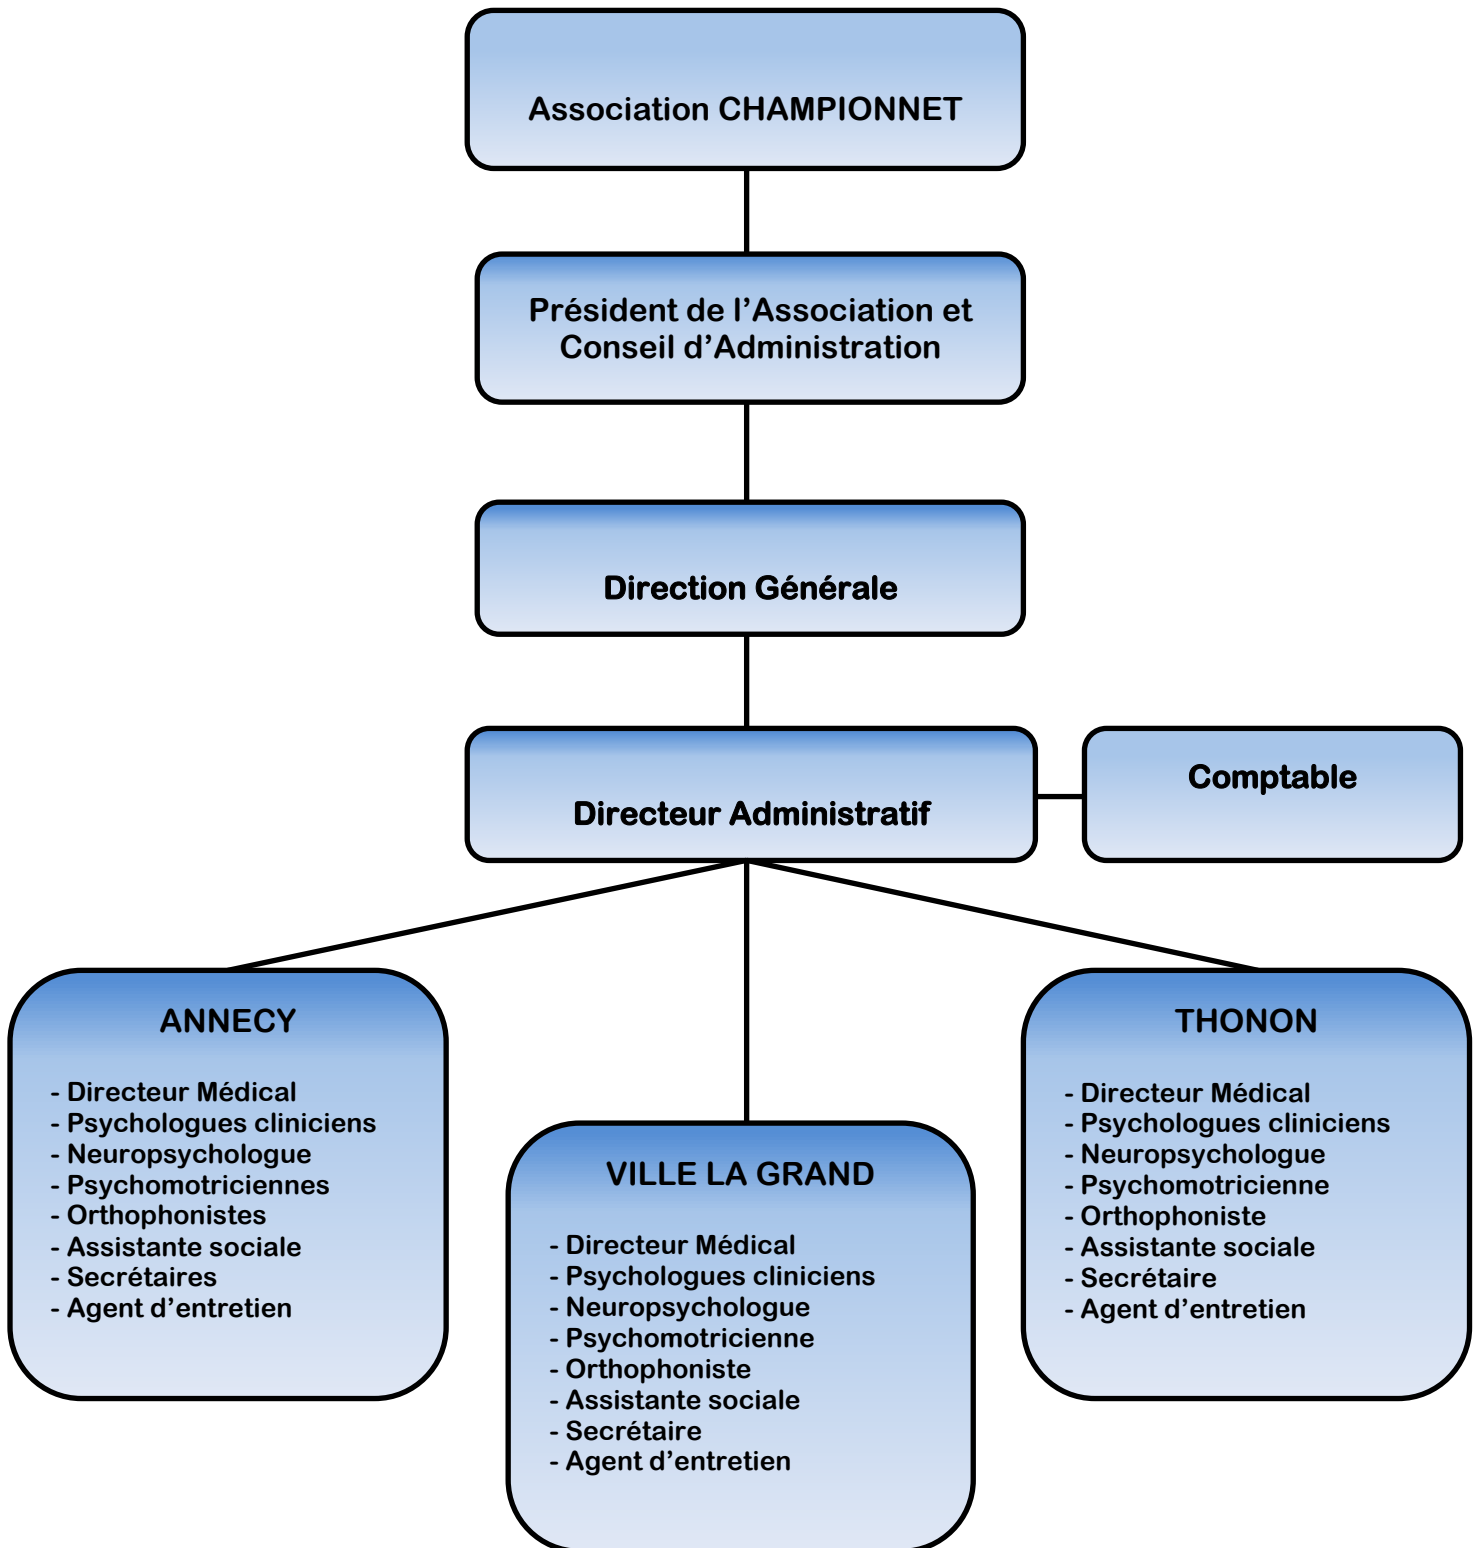 Association CHAMPIONNET
Président de l’Association et
Conseil d’Administration
Direction Générale
Directeur Administratif
Comptable
ANNECY
- Directeur Médical
- Psychologues cliniciens
- Neuropsychologue
- Psychomotriciennes
- Orthophonistes
- Assistante sociale
- Secrétaires
- Agent d’entretien
VILLE LA GRAND
- Directeur Médical
- Psychologues cliniciens
- Neuropsychologue
- Psychomotricienne
- Orthophoniste
- Assistante sociale
- Secrétaire
- Agent d’entretien
THONON
- Directeur Médical
- Psychologues cliniciens
- Neuropsychologue
- Psychomotricienne
- Orthophoniste
- Assistante sociale
- Secrétaire
- Agent d’entretien